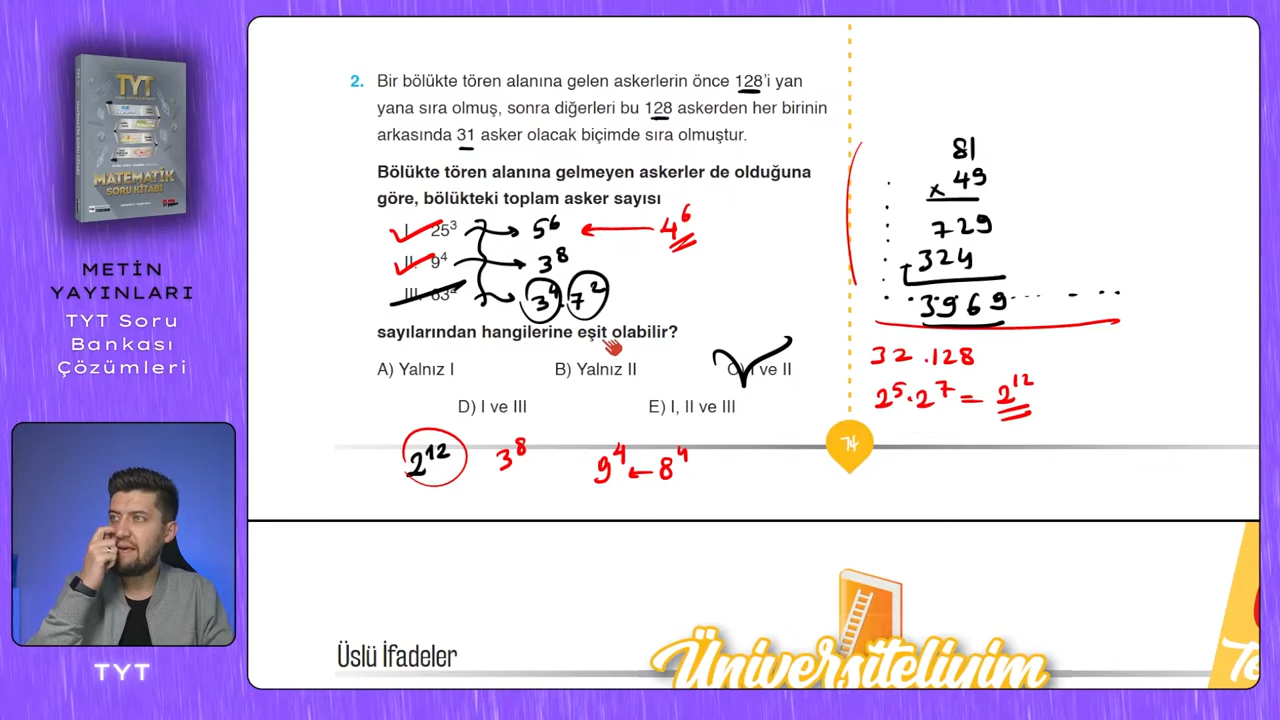 TYT
MATEMATİK
SORU KİTABI
METİN
YAYINLARI
TYT Soru
Bankası
Çözümleri
TYT
2. Bir bölükte tören alanına gelen askerlerin önce 128'i yan
yana sıra olmuş, sonra diğerleri bu 128 askerden her birinin
arkasında 31 asker olacak biçimde sıra olmuştur.
Bölükte tören alanına gelmeyen askerler de olduğuna
göre, bölükteki toplam asker sayısı
I. 25³ 5⁶ 4⁶
II. 9⁴ 3⁸
III. 63² 3⁴ . 7²
sayılarından hangilerine eşit olabilir?
A) Yalnız I B) Yalnız II C) I ve II
D) I ve III E) I, II ve III
2¹² 3⁸ 9⁴ ← 8⁴
81
x 49
729
+ 324
3969
32 . 128
2⁵ . 2⁷ = 2¹²
74
Üslü İfadeler
Üniversiteliyim
Te